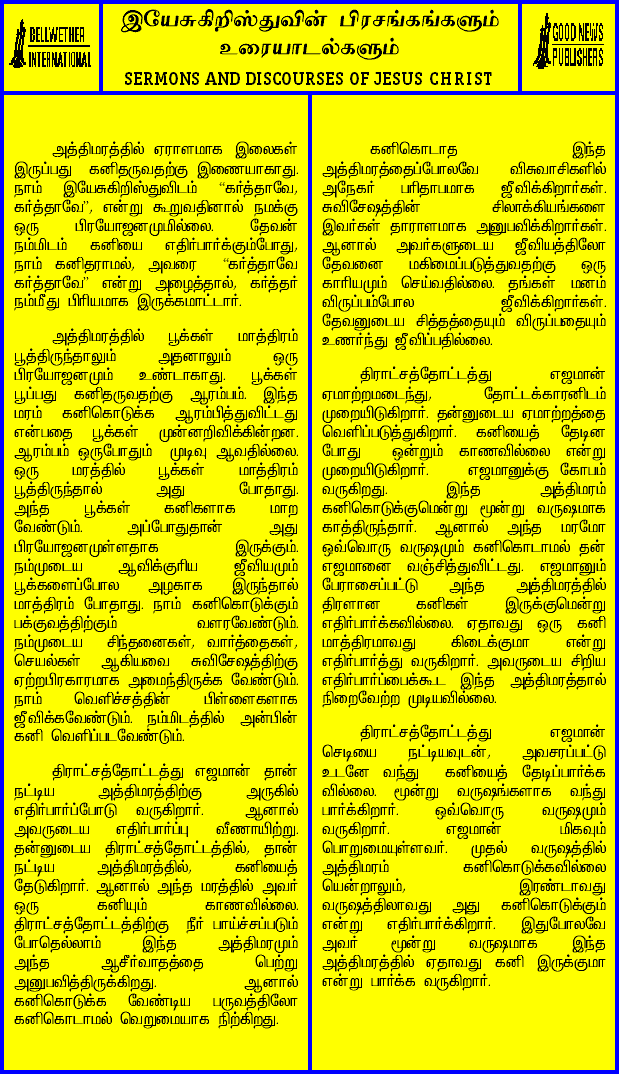 BELLWETHER
INTERNATIONAL
இயேசுகிறிஸ்துவின் பிரசங்கங்களும்
உரையாடல்களும்
SERMONS AND DISCOURSES OF JESUS CHRIST
GOOD NEWS
PUBLISHERS
அத்திமரத்தில் ஏராளமாக இலைகள்
இருப்பது கனிதருவதற்கு இணையாகாது.
நாம் இயேசுகிறிஸ்துவிடம் “கர்த்தாவே,
கர்த்தாவே”, என்று கூறுவதினால் நமக்கு
ஒரு பிரயோஜனமுமில்லை. தேவன்
நம்மிடம் கனியை எதிர்பார்க்கும்போது,
நாம் கனிதராமல், அவரை “கர்த்தாவே
கர்த்தாவே” என்று அழைத்தால், கர்த்தர்
நம்மீது பிரியமாக இருக்கமாட்டார்.
அத்திமரத்தில் பூக்கள் மாத்திரம்
பூத்திருந்தாலும் அதனாலும் ஒரு
பிரயோஜனமும் உண்டாகாது. பூக்கள்
பூப்பது கனிதருவதற்கு ஆரம்பம். இந்த
மரம் கனிகொடுக்க ஆரம்பித்துவிட்டது
என்பதை பூக்கள் முன்னறிவிக்கின்றன.
ஆரம்பம் ஒருபோதும் முடிவு ஆவதில்லை.
ஒரு மரத்தில் பூக்கள் மாத்திரம்
பூத்திருந்தால் அது போதாது.
அந்த பூக்கள் கனிகளாக மாற
வேண்டும். அப்போதுதான் அது
பிரயோஜனமுள்ளதாக இருக்கும்.
நம்முடைய ஆவிக்குரிய ஜீவியமும்
பூக்களைப்போல அழகாக இருந்தால்
மாத்திரம் போதாது. நாம் கனிகொடுக்கும்
பக்குவத்திற்கும் வளரவேண்டும்.
நம்முடைய சிந்தனைகள், வார்த்தைகள்,
செயல்கள் ஆகியவை சுவிசேஷத்திற்கு
ஏற்றபிரகாரமாக அமைந்திருக்க வேண்டும்.
நாம் வெளிச்சத்தின் பிள்ளைகளாக
ஜீவிக்கவேண்டும். நம்மிடத்தில் அன்பின்
கனி வெளிப்படவேண்டும்.
திராட்சத்தோட்டத்து எஜமான் தான்
நட்டிய அத்திமரத்திற்கு அருகில்
எதிர்பார்ப்போடு வருகிறார். ஆனால்
அவருடைய எதிர்பார்ப்பு வீணாயிற்று.
தன்னுடைய திராட்சத்தோட்டத்தில், தான்
நட்டிய அத்திமரத்தில், கனியைத்
தேடுகிறார். ஆனால் அந்த மரத்தில் அவர்
ஒரு கனியும் காணவில்லை.
திராட்சத்தோட்டத்திற்கு நீர் பாய்ச்சப்படும்
போதெல்லாம் இந்த அத்திமரமும்
அந்த ஆசீர்வாதத்தை பெற்று
அனுபவித்திருக்கிறது. ஆனால்
கனிகொடுக்க வேண்டிய பருவத்திலோ
கனிகொடாமல் வெறுமையாக நிற்கிறது.
கனிகொடாத இந்த
அத்திமரத்தைப்போலவே விசுவாசிகளில்
அநேகர் பரிதாபமாக ஜீவிக்கிறார்கள்.
சுவிசேஷத்தின் சிலாக்கியங்களை
இவர்கள் தாராளமாக அனுபவிக்கிறார்கள்.
ஆனால் அவர்களுடைய ஜீவியத்திலோ
தேவனை மகிமைப்படுத்துவதற்கு ஒரு
காரியமும் செய்வதில்லை. தங்கள் மனம்
விருப்பம்போல ஜீவிக்கிறார்கள்.
தேவனுடைய சித்தத்தையும் விருப்பதையும்
உணர்ந்து ஜீவிப்பதில்லை.
திராட்சத்தோட்டத்து எஜமான்
ஏமாற்றமடைந்து, தோட்டக்காரனிடம்
முறையிடுகிறார். தன்னுடைய ஏமாற்றத்தை
வெளிப்படுத்துகிறார். கனியைத் தேடின
போது ஒன்றும் காணவில்லை என்று
முறையிடுகிறார். எஜமானுக்கு கோபம்
வருகிறது. இந்த அத்திமரம்
கனிகொடுக்குமென்று மூன்று வருஷமாக
காத்திருந்தார். ஆனால் அந்த மரமோ
ஒவ்வொரு வருஷமும் கனிகொடாமல் தன்
எஜமானை வஞ்சித்துவிட்டது. எஜமானும்
பேராசைப்பட்டு அந்த அத்திமரத்தில்
திரளான கனிகள் இருக்குமென்று
எதிர்பார்க்கவில்லை. ஏதாவது ஒரு கனி
மாத்திரமாவது கிடைக்குமா என்று
எதிர்பார்த்து வருகிறார். அவருடைய சிறிய
எதிர்பார்ப்பைக்கூட இந்த அத்திமரத்தால்
நிறைவேற்ற முடியவில்லை.
திராட்சத்தோட்டத்து எஜமான்
செடியை நட்டியவுடன், அவசரப்பட்டு
உடனே வந்து கனியைத் தேடிப்பார்க்க
வில்லை. மூன்று வருஷங்களாக வந்து
பார்க்கிறார். ஒவ்வொரு வருஷமும்
வருகிறார். எஜமான் மிகவும்
பொறுமையுள்ளவர். முதல் வருஷத்தில்
அத்திமரம் கனிகொடுக்கவில்லை
யென்றாலும், இரண்டாவது
வருஷத்திலாவது அது கனிகொடுக்கும்
என்று எதிர்பார்க்கிறார். இதுபோலவே
அவர் மூன்று வருஷமாக இந்த
அத்திமரத்தில் ஏதாவது கனி இருக்குமா
என்று பார்க்க வருகிறார்.